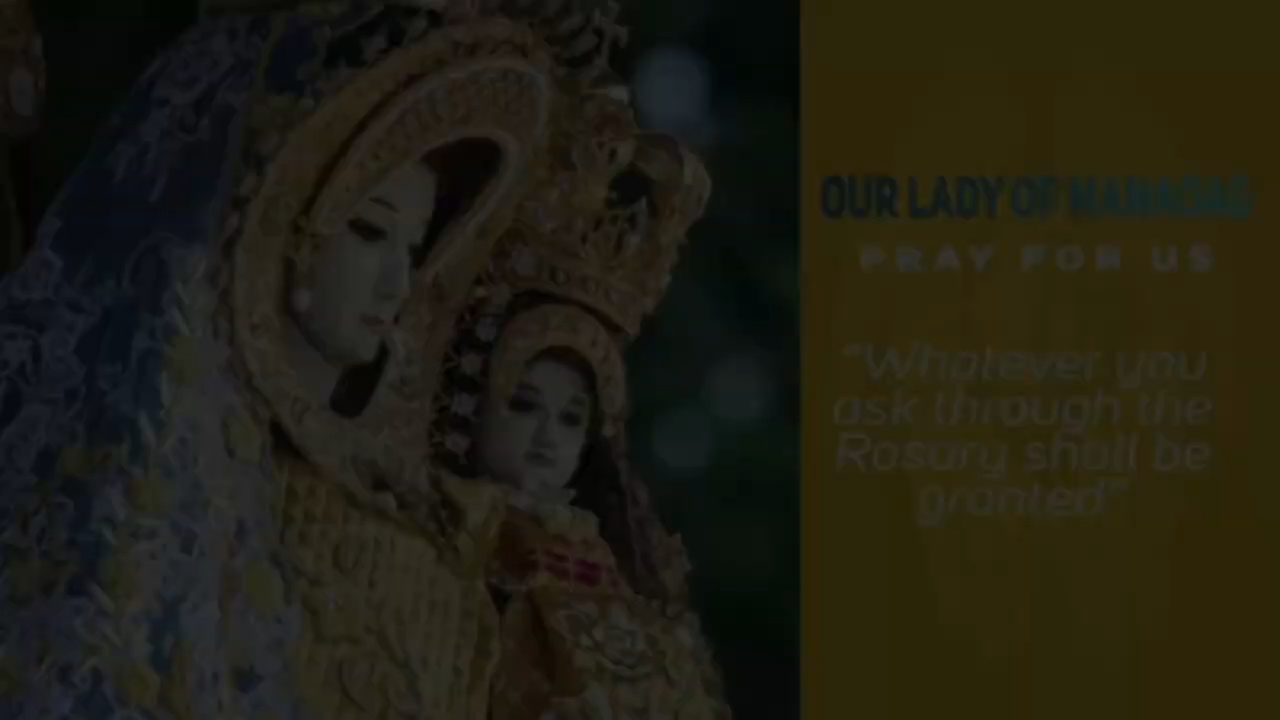 OUR LADY OF MANAOAG
PRAY FOR US
"Whatever you
ask through the
Rosary shall be
granted"